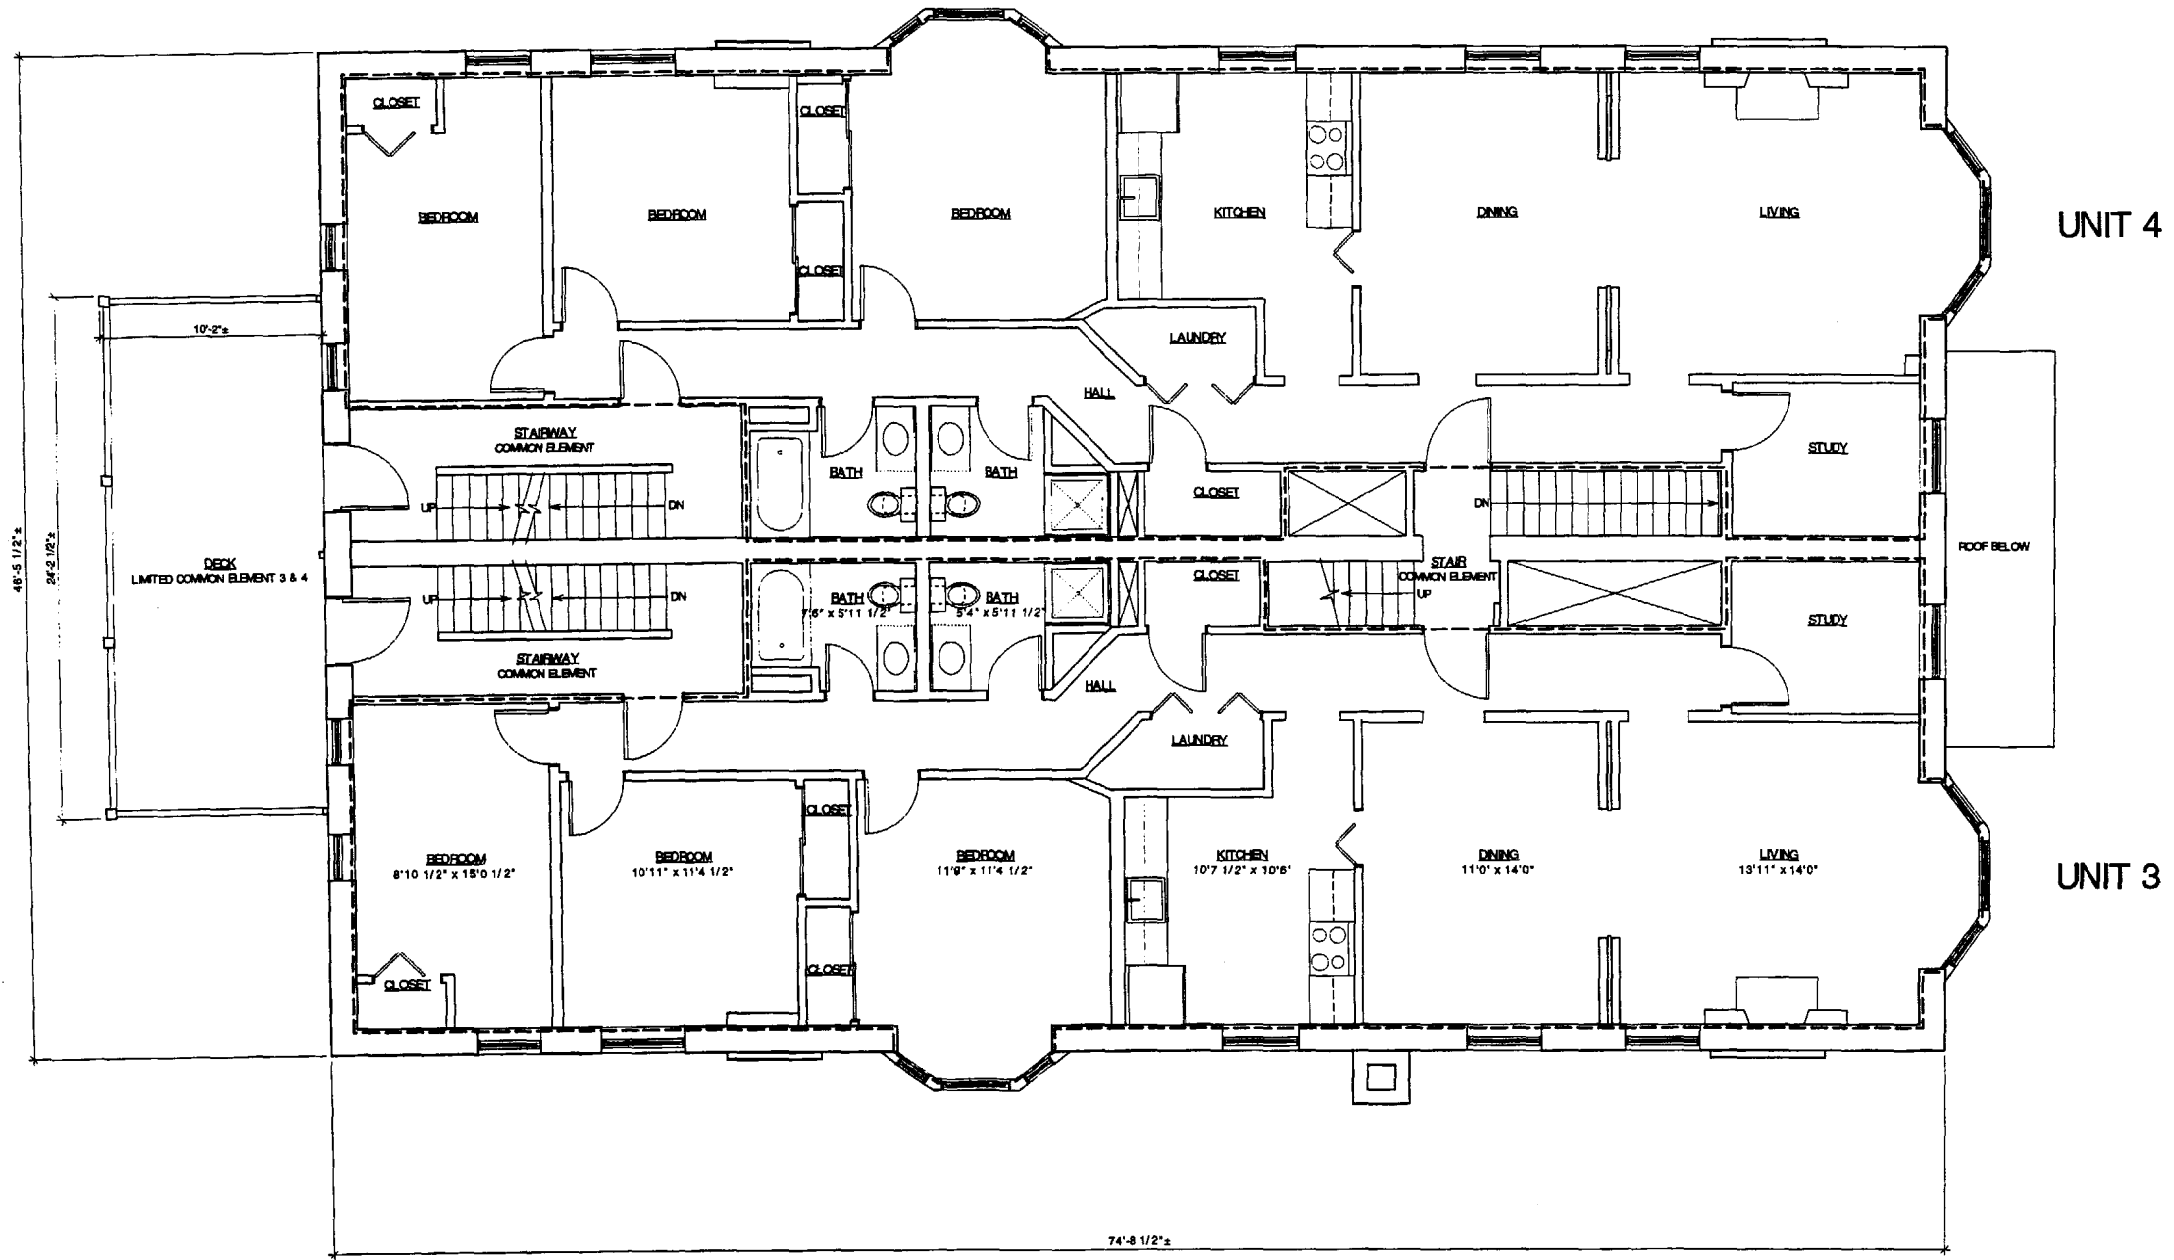 CLOSET
CLOSET
BEDROOM
BEDROOM
BEDROOM
KITCHEN
DINING
LIVING
UNIT 4
CLOSET
10'-2"±
LAUNDRY
HALL
STAIRWAY
COMMON ELEMENT
STUDY
BATH
BATH
CLOSET
UP
DN
DN
46'-5 1/2"±
24'-2 1/2"±
DECK
LIMITED COMMON ELEMENT 3 & 4
ROOF BELOW
STAIR
COMMON ELEMENT
UP
CLOSET
UP
DN
BATH
7'6" x 5'11 1/2"
BATH
5'4" x 5'11 1/2"
STUDY
STAIRWAY
COMMON ELEMENT
HALL
LAUNDRY
CLOSET
BEDROOM
8'10 1/2" x 15'0 1/2"
BEDROOM
10'11" x 11'4 1/2"
BEDROOM
11'9" x 11'4 1/2"
KITCHEN
10'7 1/2" x 10'6"
DINING
11'0" x 14'0"
LIVING
13'11" x 14'0"
UNIT 3
CLOSET
CLOSET
74'-8 1/2"±